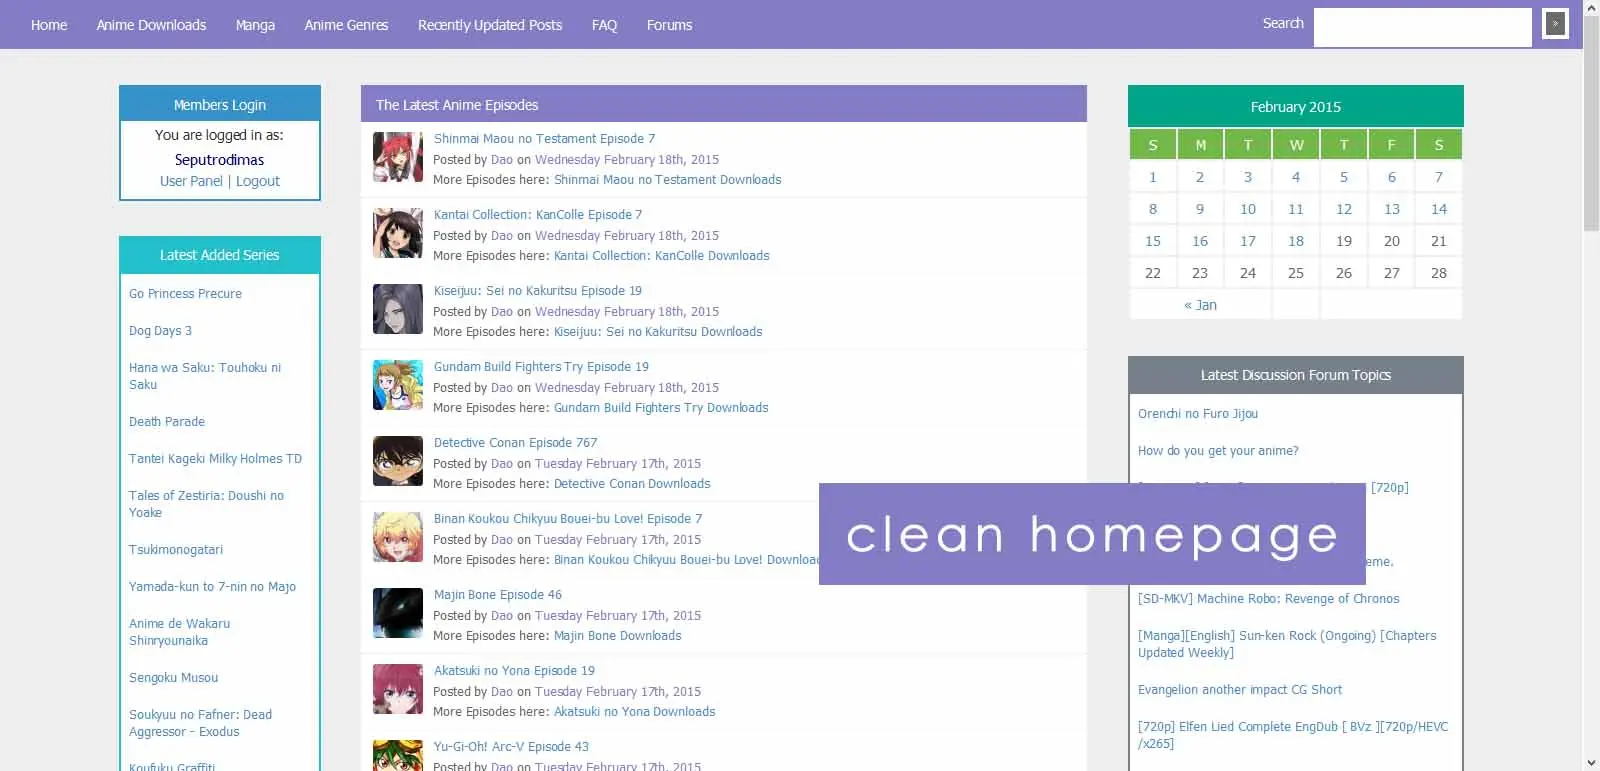 Home Anime Downloads Manga Anime Genres Recently Updated Posts FAQ Forums Search »
Members Login
You are logged in as:
Seputrodimas
User Panel | Logout
Latest Added Series
Go Princess Precure
Dog Days 3
Hana wa Saku: Touhoku ni
Saku
Death Parade
Tantei Kageki Milky Holmes TD
Tales of Zestiria: Doushi no
Yoake
Tsukimonogatari
Yamada-kun to 7-nin no Majo
Anime de Wakaru
Shinryounaika
Sengoku Musou
Soukyuu no Fafner: Dead
Aggressor - Exodus
Koufuku Graffiti
The Latest Anime Episodes
Shinmai Maou no Testament Episode 7
Posted by Dao on Wednesday February 18th, 2015
More Episodes here: Shinmai Maou no Testament Downloads
Kantai Collection: KanColle Episode 7
Posted by Dao on Wednesday February 18th, 2015
More Episodes here: Kantai Collection: KanColle Downloads
Kiseijuu: Sei no Kakuritsu Episode 19
Posted by Dao on Wednesday February 18th, 2015
More Episodes here: Kiseijuu: Sei no Kakuritsu Downloads
Gundam Build Fighters Try Episode 19
Posted by Dao on Wednesday February 18th, 2015
More Episodes here: Gundam Build Fighters Try Downloads
Detective Conan Episode 767
Posted by Dao on Tuesday February 17th, 2015
More Episodes here: Detective Conan Downloads
Binan Koukou Chikyuu Bouei-bu Love! Episode 7
Posted by Dao on Tuesday February 17th, 2015
More Episodes here: Binan Koukou Chikyuu Bouei-bu Love!
Majin Bone Episode 46
Posted by Dao on Tuesday February 17th, 2015
More Episodes here: Majin Bone Downloads
Akatsuki no Yona Episode 19
Posted by Dao on Tuesday February 17th, 2015
More Episodes here: Akatsuki no Yona Downloads
Yu-Gi-Oh! Arc-V Episode 43
Posted by Dao on Tuesday February 17th, 2015
clean homepage
February 2015
S M T W T F S
1 2 3 4 5 6 7
8 9 10 11 12 13 14
15 16 17 18 19 20 21
22 23 24 25 26 27 28
« Jan
Latest Discussion Forum Topics
Orenchi no Furo Jijou
How do you get your anime?
[720p]
[SD-MKV] Machine Robo: Revenge of Chronos
[Manga][English] Sun-ken Rock (Ongoing) [Chapters
Updated Weekly]
Evangelion another impact CG Short
[720p] Elfen Lied Complete EngDub [ BVz ][720p/HEVC
/x265]